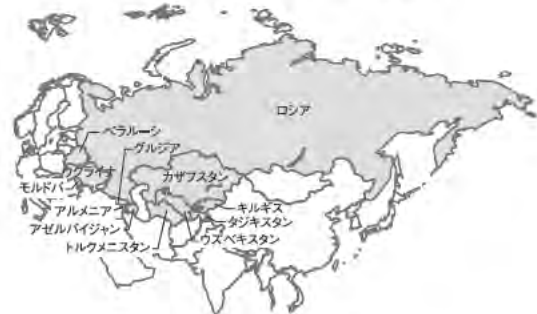 ロシア
ベラルーシ
グルジア
ウクライナ
カザフスタン
モルドバ
アルメニア
キルギス
アゼルバイジャン
タジキスタン
トルクメニスタン
ウズベキスタン